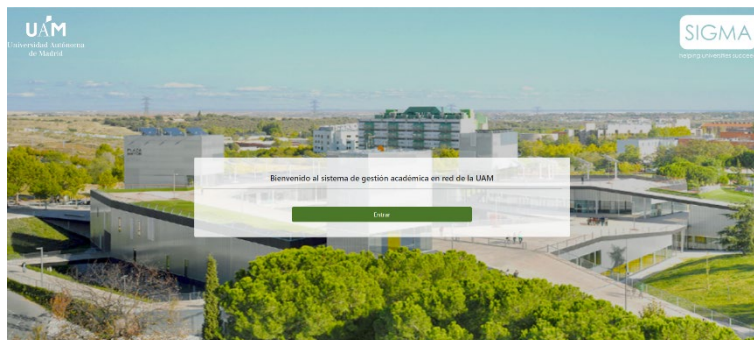 UAM
Universidad Autónoma
de Madrid
SIGMA
helping universities succeed
Bienvenido al sistema de gestión académica en red de la UAM
Entrar